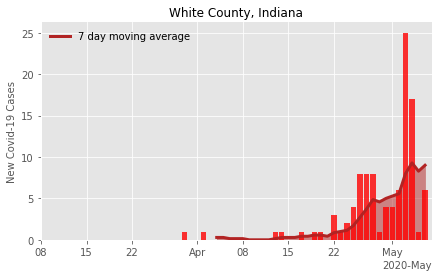 White County, Indiana
7 day moving average
New Covid-19 Cases
25
20
15
10
5
0
08 15 22 Apr 08 15 22 May
2020-May